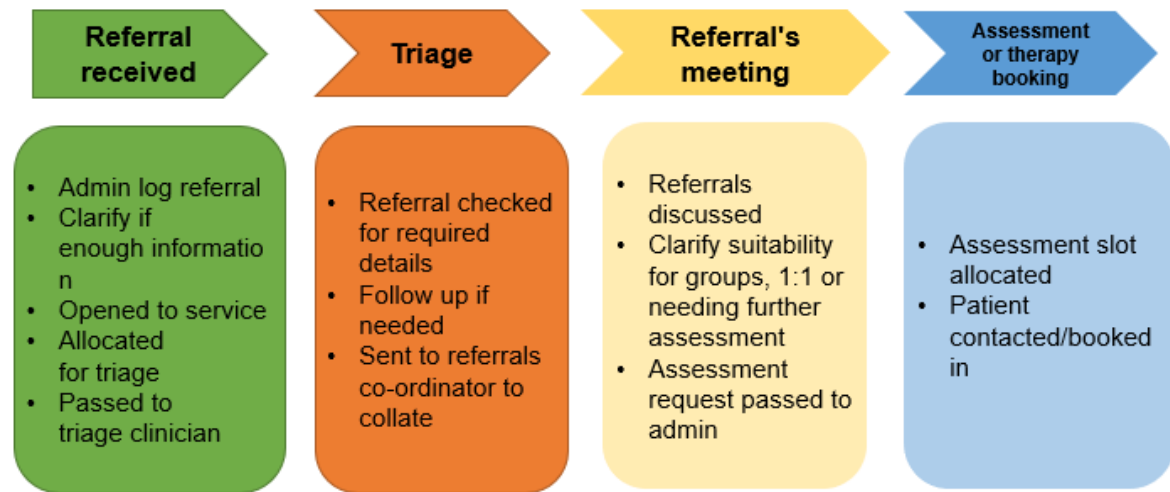 Referral
received
Triage
Referral's
meeting
Assessment
or therapy
booking
• Admin log referral
• Clarify if
enough informatio
n
• Opened to service
• Allocated
for triage
• Passed to
triage clinician
• Referral checked
for required
details
• Follow up if
needed
• Sent to referrals
co-ordinator to
collate
• Referrals
discussed
• Clarify suitability
for groups, 1:1 or
needing further
assessment
• Assessment
request passed to
admin
• Assessment slot
allocated
• Patient
contacted/booked
in